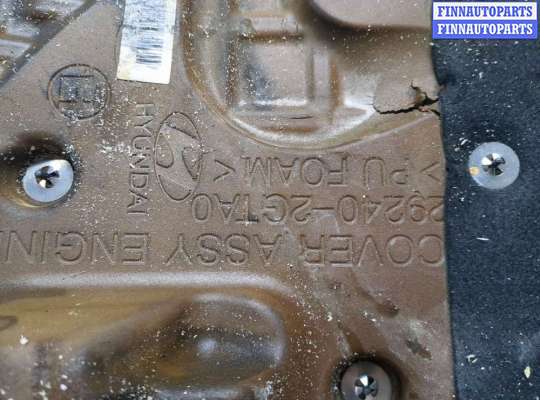 FINNAUTOPARTS
FINNAUTOPARTS
HYUNDAI
> PU FOAM <
29240-2GTA0
COVER ASSY ENGINE